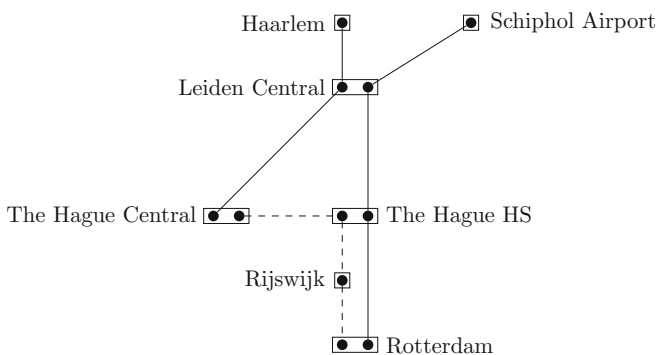 Haarlem
Schiphol Airport
Leiden Central
The Hague Central
The Hague HS
Rijswijk
Rotterdam